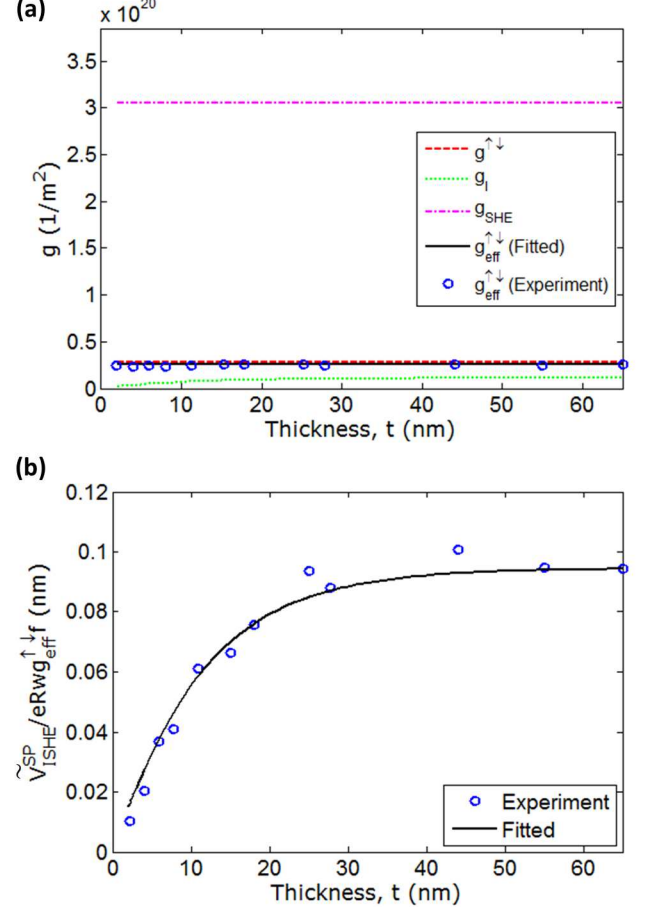 (a)
x 10^20
3.5
3
2.5
2
1.5
1
0.5
0
g (1/m^2)
g^↑↓
g_I
g_SHE
g_eff^↑↓ (Fitted)
g_eff^↑↓ (Experiment)
0 10 20 30 40 50 60
Thickness, t (nm)
(b)
0.12
0.1
0.08
0.06
0.04
0.02
0
Ṽ_ISHE^SP/eRwg_eff^↑↓f (nm)
Experiment
Fitted
0 10 20 30 40 50 60
Thickness, t (nm)